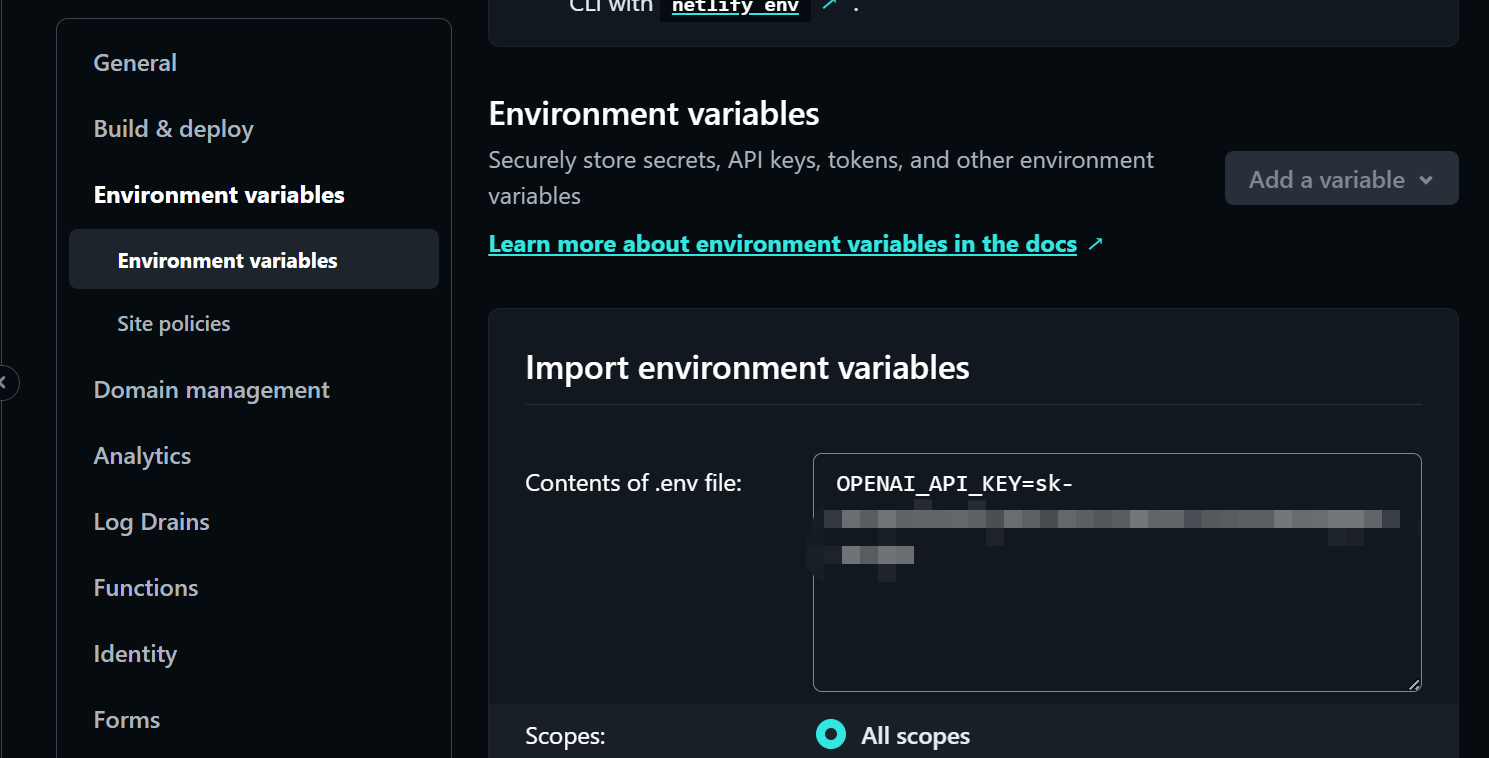 CLI with netlify env ↗ .
General
Build & deploy
Environment variables
Environment variables
Site policies
Domain management
Analytics
Log Drains
Functions
Identity
Forms
Environment variables
Securely store secrets, API keys, tokens, and other environment
variables
Add a variable
Learn more about environment variables in the docs ↗
Import environment variables
Contents of .env file:
OPENAI_API_KEY=sk-
Scopes:
All scopes